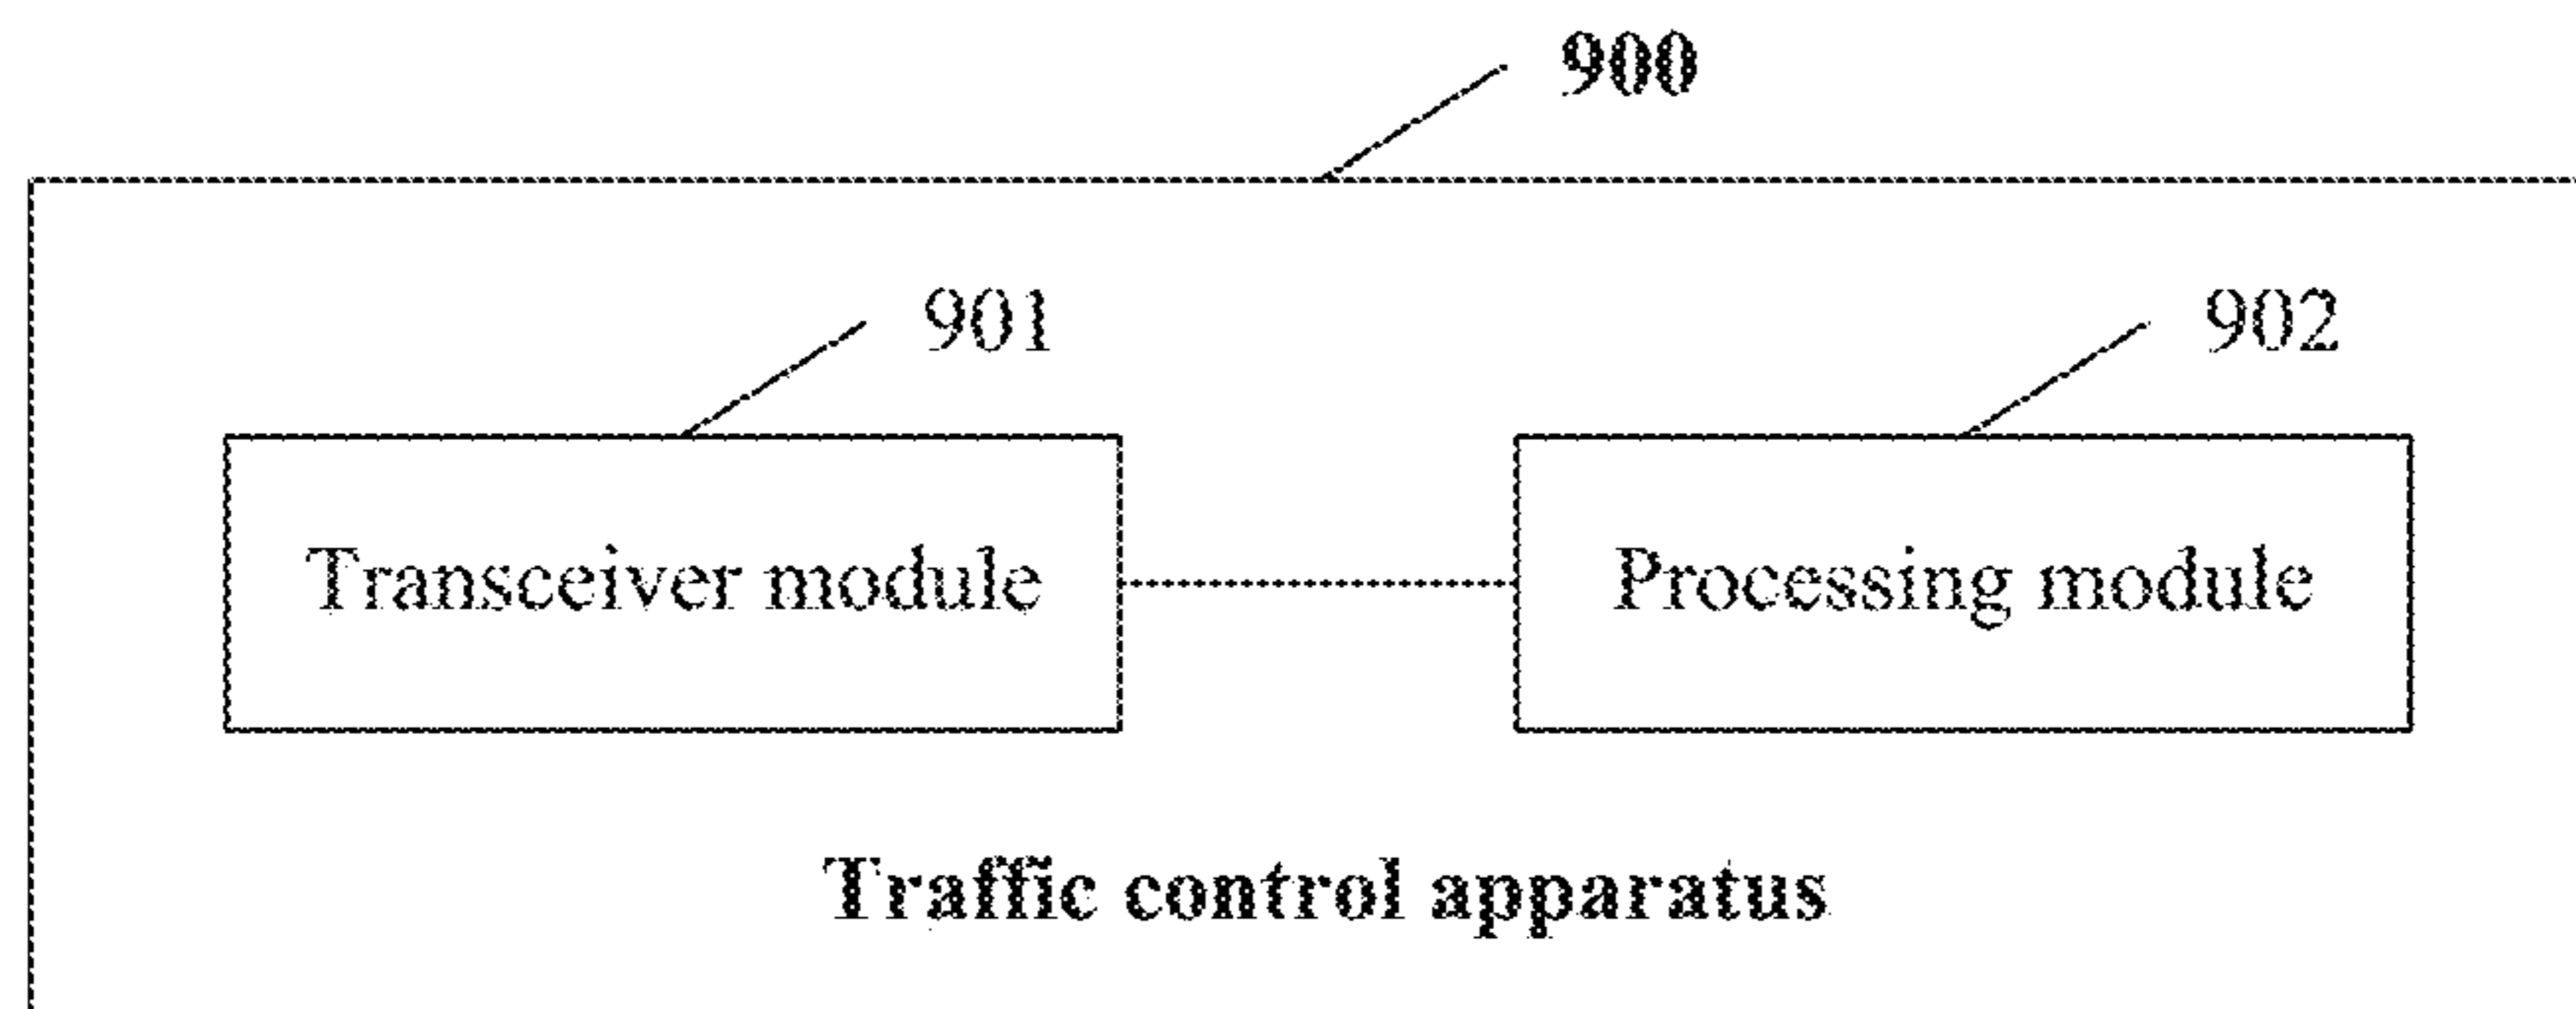 900
901
902
Transceiver module
Processing module
Traffic control apparatus